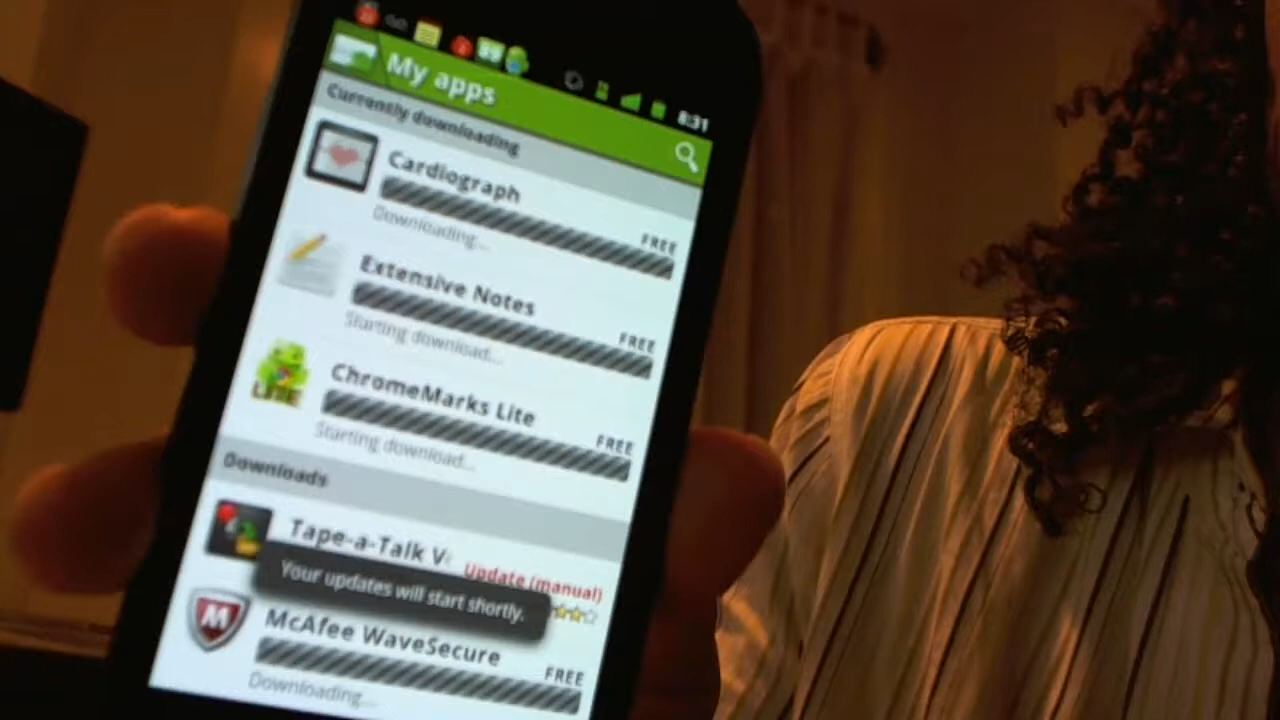 8:31
My apps
Currently downloading
Cardiograph
FREE
Downloading...
Extensive Notes
FREE
Starting download...
LITE
ChromeMarks Lite
FREE
Starting download...
Downloads
Tape-a-Talk V
Update (manual)
Your updates will start shortly.
M
McAfee WaveSecure
FREE
Downloading...